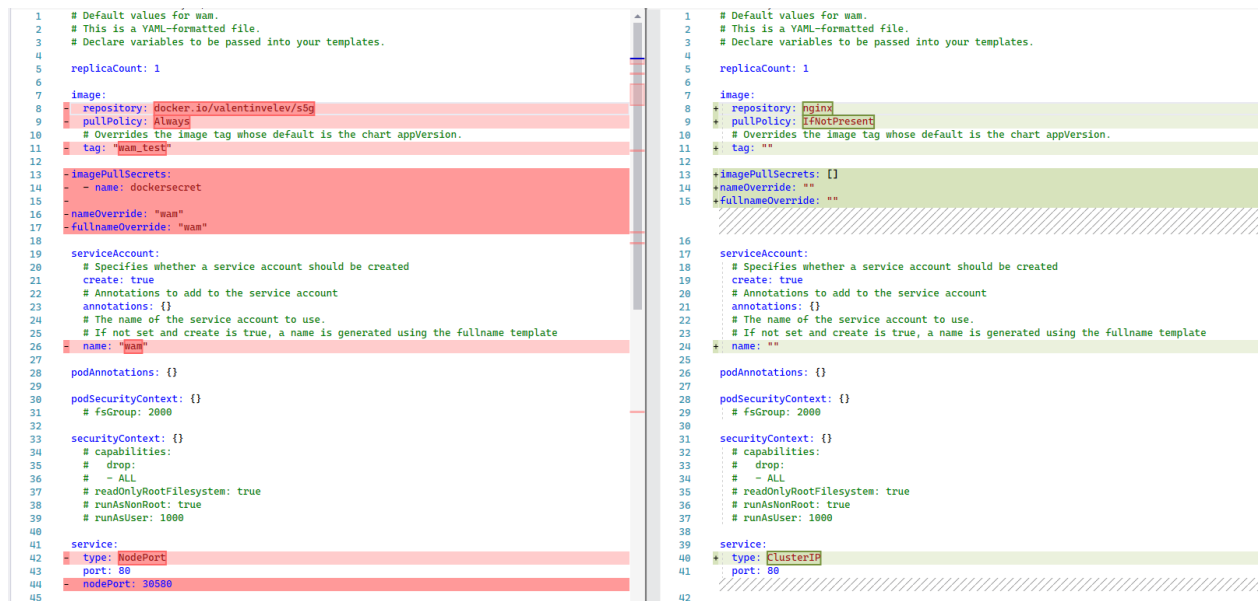 1 # Default values for wam.
2 # This is a YAML-formatted file.
3 # Declare variables to be passed into your templates.
4
5 replicaCount: 1
6
7 image:
8 - repository: docker.io/valentinvelev/s5g
9 - pullPolicy: Always
10 # Overrides the image tag whose default is the chart appVersion.
11 - tag: "wam_test"
12
13 -imagePullSecrets:
14 - - name: dockersecret
15 -
16 -nameOverride: "wam"
17 -fullnameOverride: "wam"
18
19 serviceAccount:
20 # Specifies whether a service account should be created
21 create: true
22 # Annotations to add to the service account
23 annotations: {}
24 # The name of the service account to use.
25 # If not set and create is true, a name is generated using the fullname template
26 - name: "wam"
27
28 podAnnotations: {}
29
30 podSecurityContext: {}
31 # fsGroup: 2000
32
33 securityContext: {}
34 # capabilities:
35 # drop:
36 # - ALL
37 # readOnlyRootFilesystem: true
38 # runAsNonRoot: true
39 # runAsUser: 1000
40
41 service:
42 - type: NodePort
43 port: 80
44 - nodePort: 30580
45
1 # Default values for wam.
2 # This is a YAML-formatted file.
3 # Declare variables to be passed into your templates.
4
5 replicaCount: 1
6
7 image:
8 + repository: nginx
9 + pullPolicy: IfNotPresent
10 # Overrides the image tag whose default is the chart appVersion.
11 + tag: ""
12
13 +imagePullSecrets: []
14 +nameOverride: ""
15 +fullnameOverride: ""
16
17 serviceAccount:
18 # Specifies whether a service account should be created
19 create: true
20 # Annotations to add to the service account
21 annotations: {}
22 # The name of the service account to use.
23 # If not set and create is true, a name is generated using the fullname template
24 + name: ""
25
26 podAnnotations: {}
27
28 podSecurityContext: {}
29 # fsGroup: 2000
30
31 securityContext: {}
32 # capabilities:
33 # drop:
34 # - ALL
35 # readOnlyRootFilesystem: true
36 # runAsNonRoot: true
37 # runAsUser: 1000
38
39 service:
40 + type: ClusterIP
41 port: 80
42